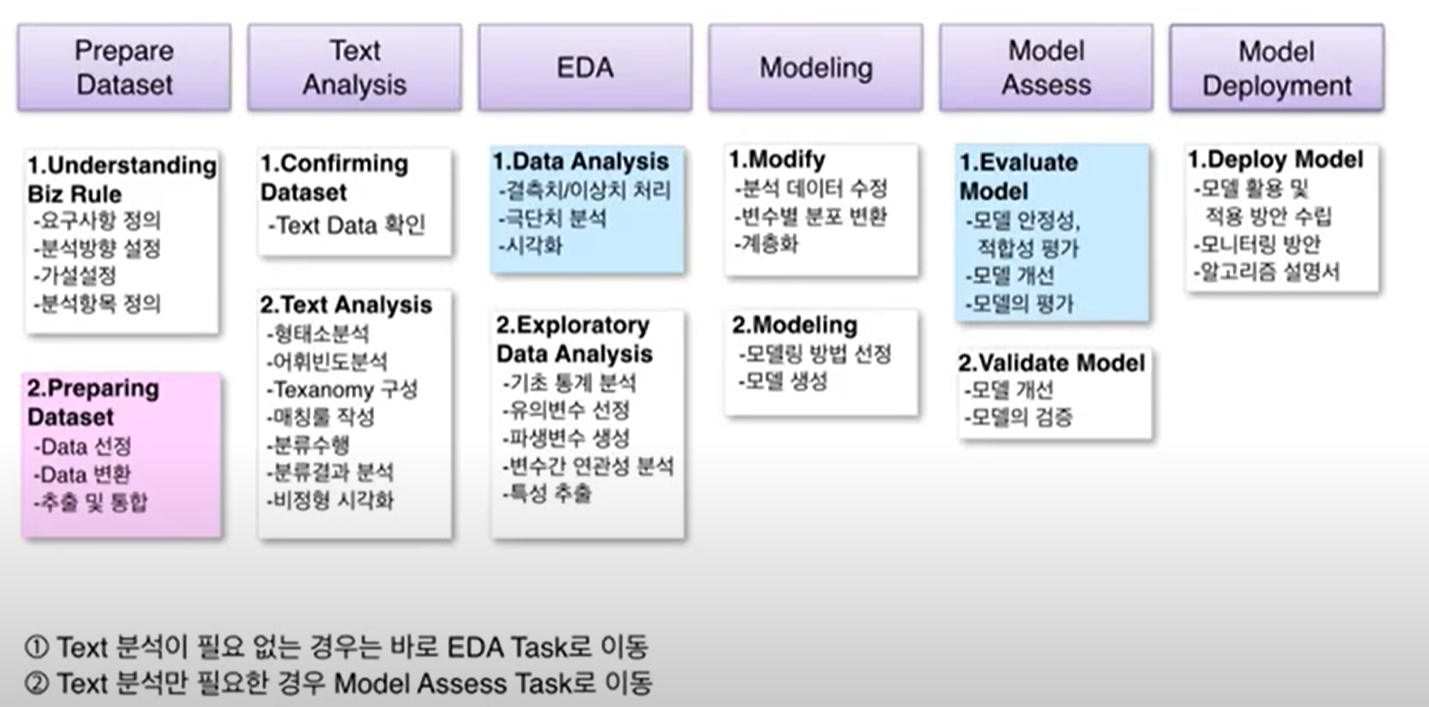 Prepare
Dataset
Text
Analysis
EDA
Modeling
Model
Assess
Model
Deployment
1.Understanding
Biz Rule
-요구사항 정의
-분석방향 설정
-가설설정
-분석항목 정의
2.Preparing
Dataset
-Data 선정
-Data 변환
-추출 및 통합
1.Confirming
Dataset
-Text Data 확인
2.Text Analysis
-형태소분석
-어휘빈도분석
-Texanomy 구성
-매칭룰 작성
-분류수행
-분류결과 분석
-비정형 시각화
1.Data Analysis
-결측치/이상치 처리
-극단치 분석
-시각화
2.Exploratory
Data Analysis
-기초 통계 분석
-유의변수 선정
-파생변수 생성
-변수간 연관성 분석
-특성 추출
1.Modify
-분석 데이터 수정
-변수별 분포 변환
-계층화
2.Modeling
-모델링 방법 선정
-모델 생성
1.Evaluate
Model
-모델 안정성,
적합성 평가
-모델 개선
-모델의 평가
2.Validate Model
-모델 개선
-모델의 검증
1.Deploy Model
-모델 활용 및
적용 방안 수립
-모니터링 방안
-알고리즘 설명서
① Text 분석이 필요 없는 경우는 바로 EDA Task로 이동
② Text 분석만 필요한 경우 Model Assess Task로 이동